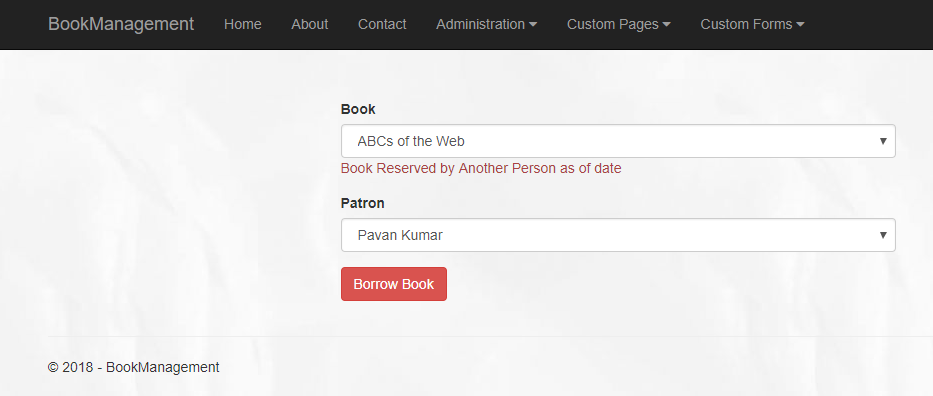 BookManagement Home About Contact Administration Custom Pages Custom Forms
Book
ABCs of the Web
Book Reserved by Another Person as of date
Patron
Pavan Kumar
Borrow Book
© 2018 - BookManagement